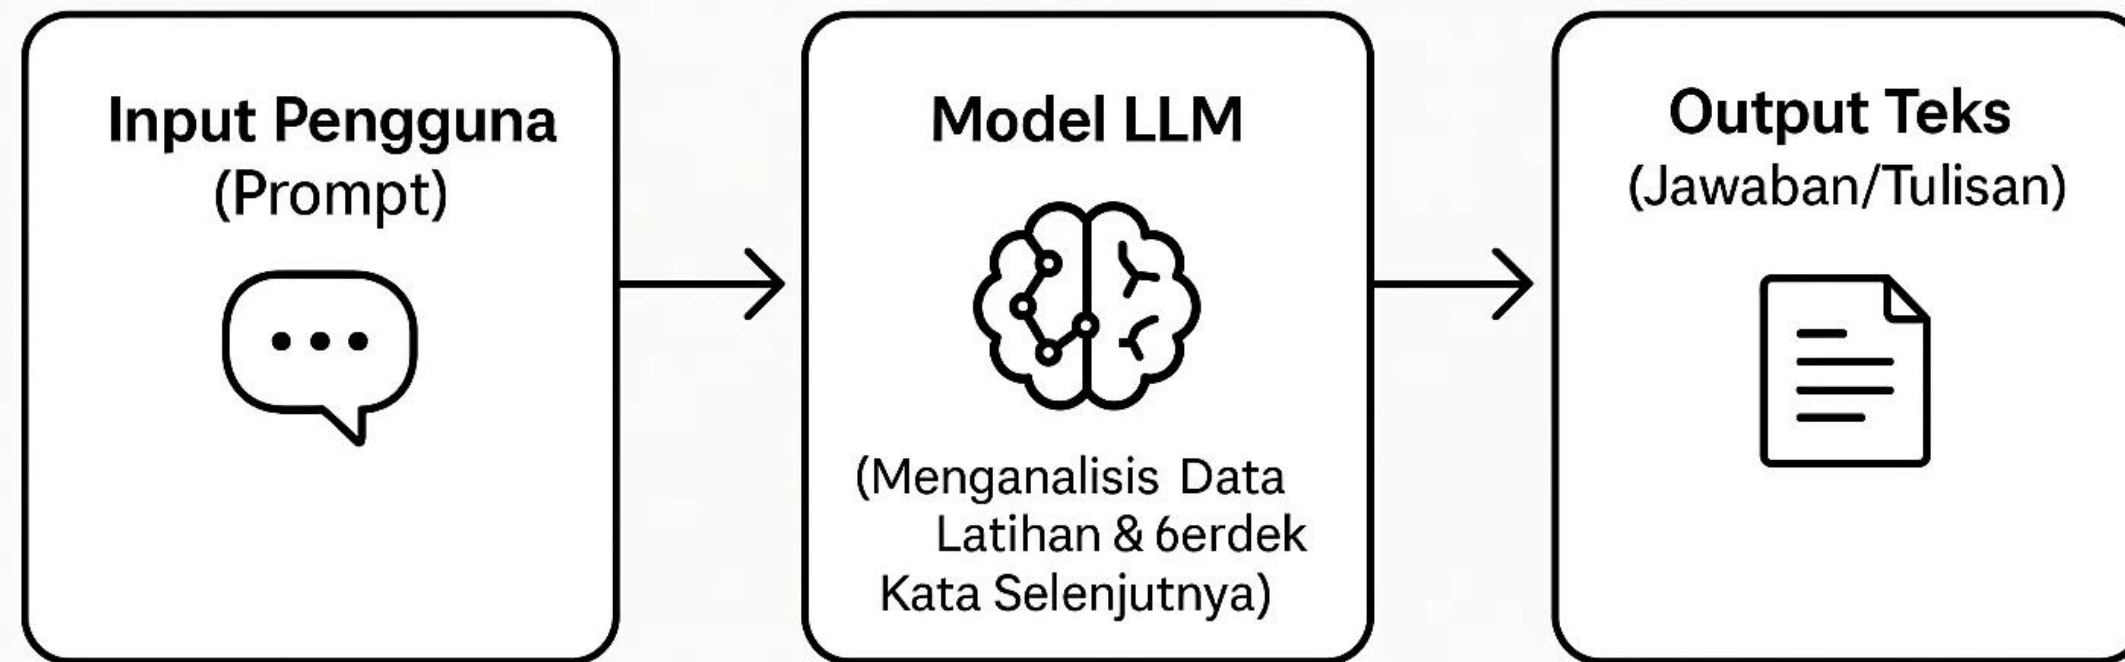 Input Pengguna
(Prompt)
Model LLM
(Menganalisis Data
Latihan & 6erdek
Kata Selenjutnya)
Output Teks
(Jawaban/Tulisan)